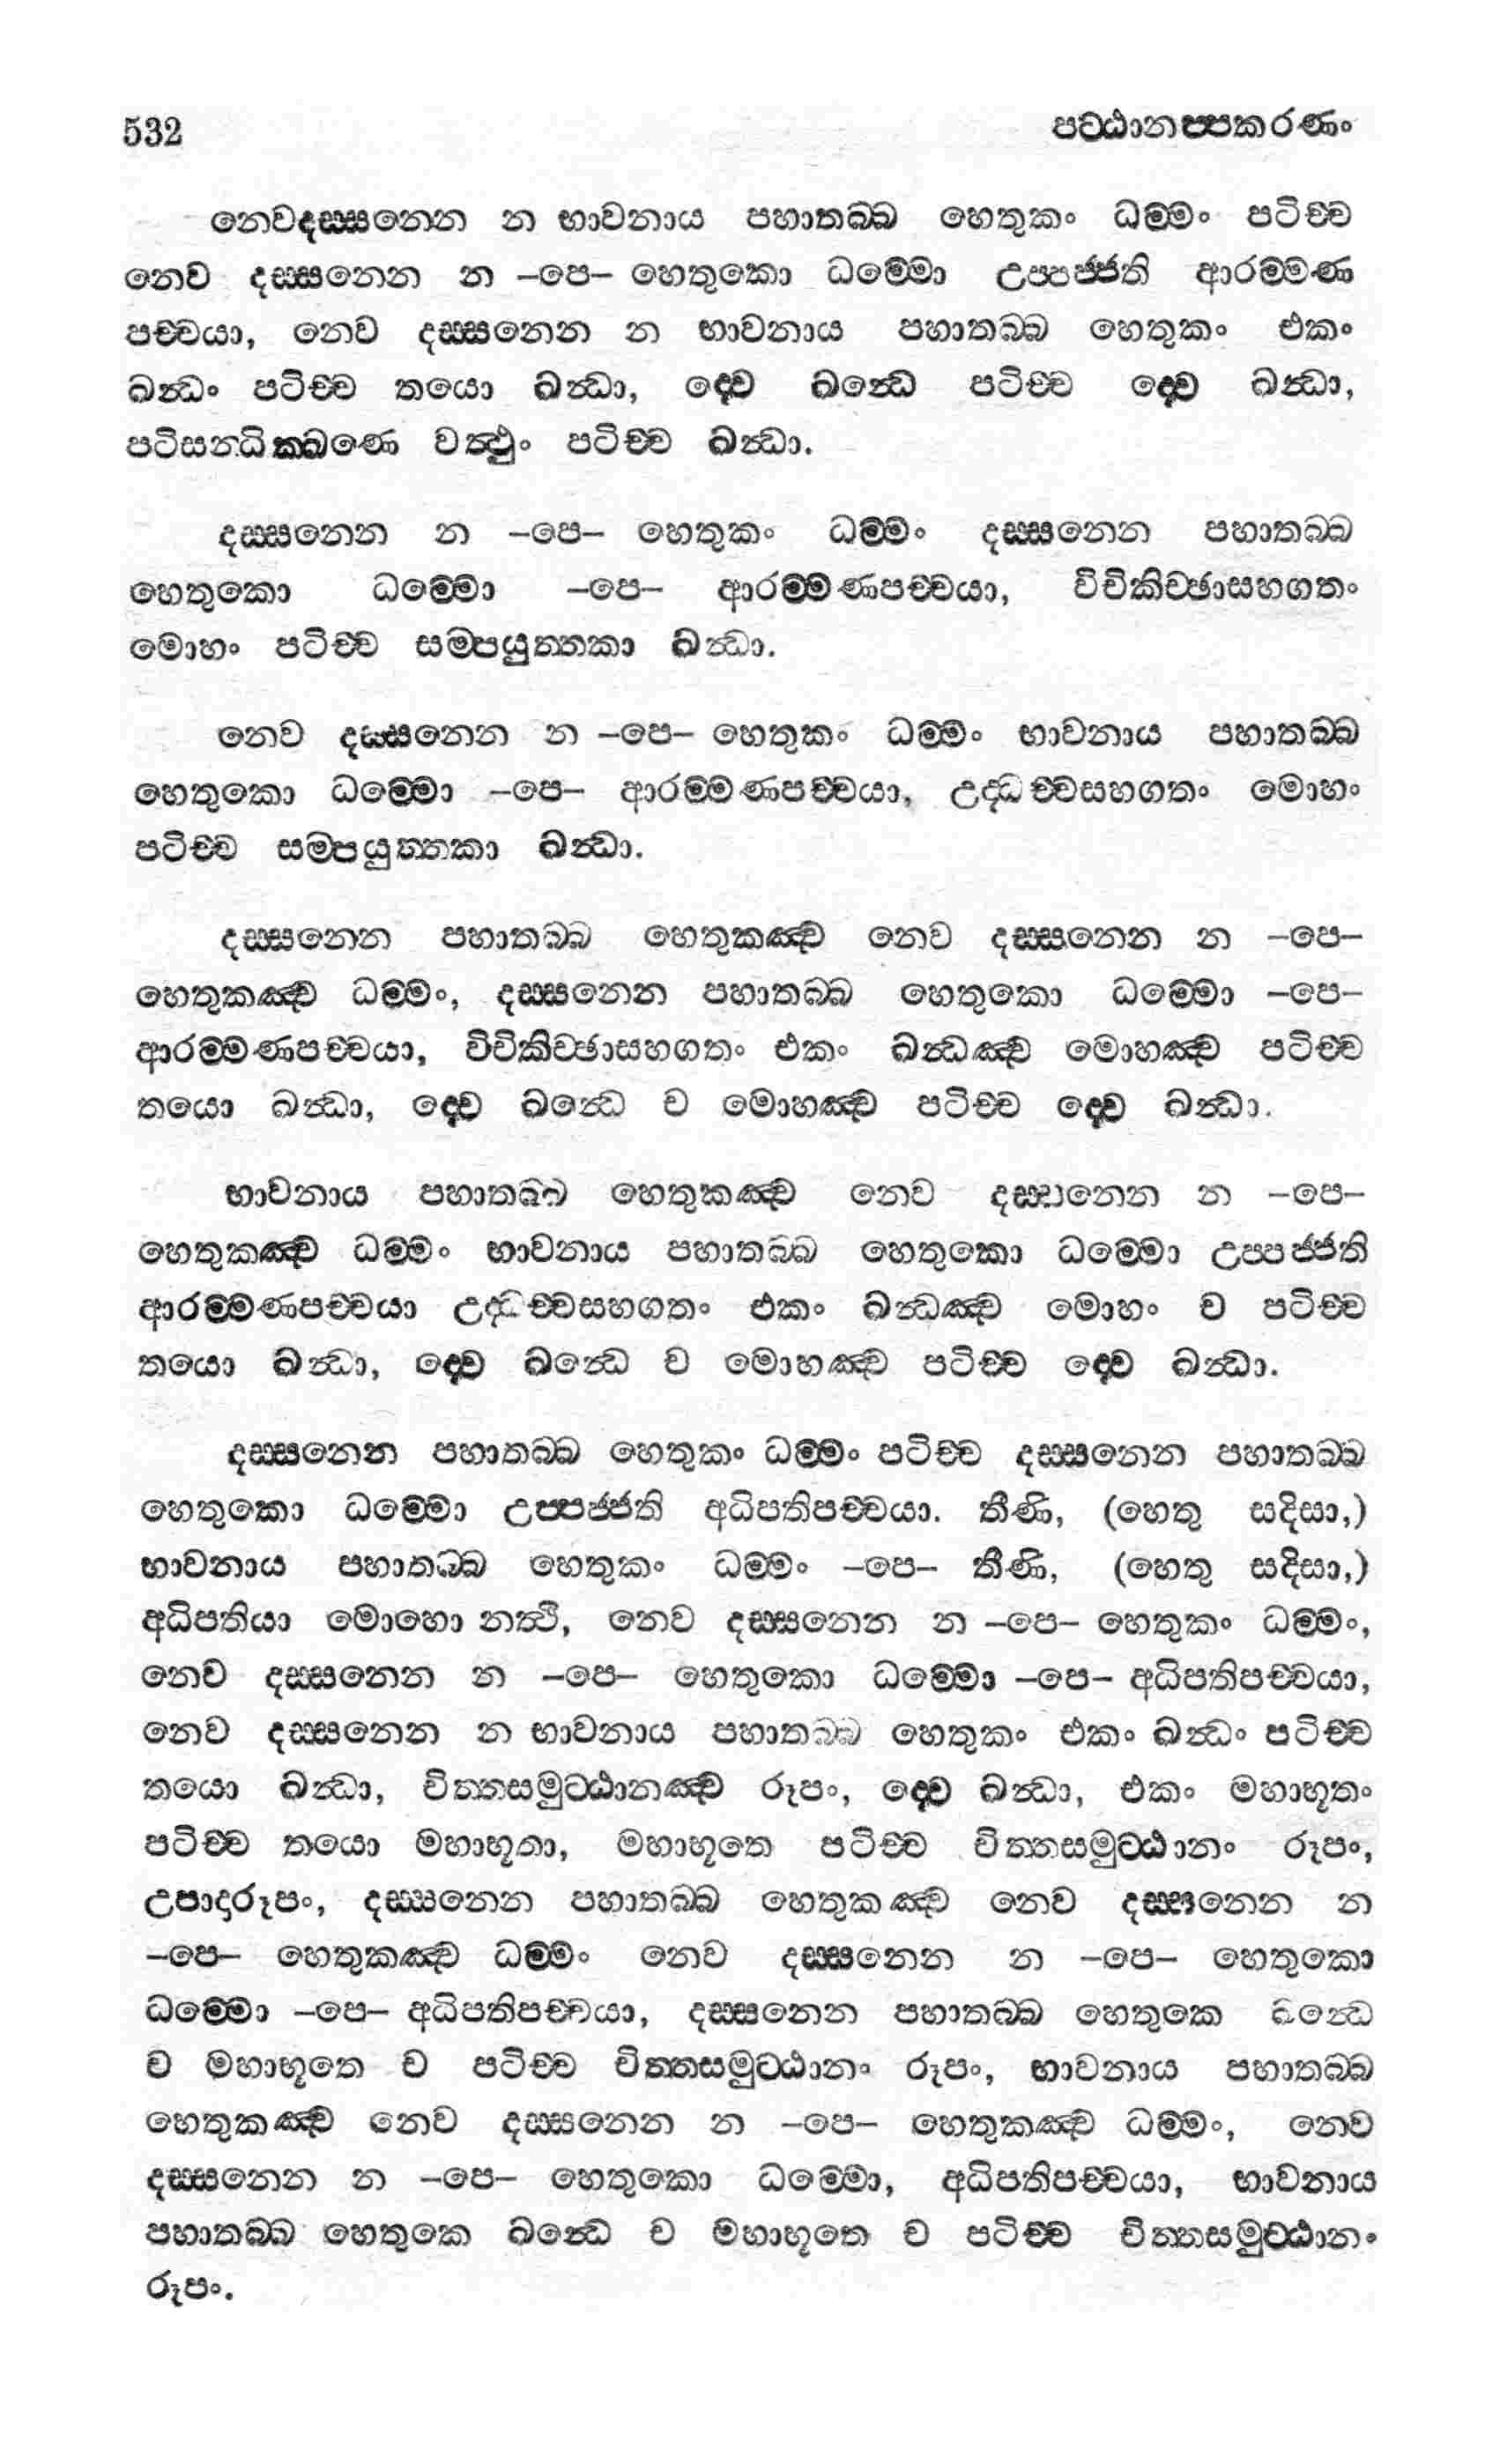 532 පට්ඨානප්පකරණං
නෙවදස්සනෙන න භාවනාය පහාතබ්බ හෙතුකං ධම්මං පටිච්ච
නෙව දස්සනෙන න –පෙ– හෙතුකො ධම්මො උප්පජ්ජති ආරම්මණ
පච්චයා, නෙව දස්සනෙන න භාවනාය පහාතබ්බ හෙතුකං එකං
ඛන්ධං පටිච්ච තයො ඛන්ධා, ද්වෙ ඛන්ධෙ පටිච්ච ද්වෙ ඛන්ධා,
පටිසන්ධික්ඛණෙ වත්ථුං පටිච්ච ඛන්ධා.
දස්සනෙන න –පෙ– හෙතුකං ධම්මං දස්සනෙන පහාතබ්බ
හෙතුකො ධම්මො –පෙ– ආරම්මණපච්චයා, විචිකිච්ඡාසහගතං
මොහං පටිච්ච සම්පයුත්තකා ඛන්ධා.
නෙව දස්සනෙන න –පෙ– හෙතුකං ධම්මං භාවනාය පහාතබ්බ
හෙතුකො ධම්මො –පෙ– ආරම්මණපච්චයා, උද්ධච්චසහගතං මොහං
පටිච්ච සම්පයුත්තකා ඛන්ධා.
දස්සනෙන පහාතබ්බ හෙතුකඤ්ච නෙව දස්සනෙන න –පෙ–
හෙතුකඤ්ච ධම්මං, දස්සනෙන පහාතබ්බ හෙතුකො ධම්මො –පෙ–
ආරම්මණපච්චයා, විචිකිච්ඡාසහගතං එකං ඛන්ධඤ්ච මොහඤ්ච පටිච්ච
තයො ඛන්ධා, ද්වෙ ඛන්ධෙ ච මොහඤ්ච පටිච්ච ද්වෙ ඛන්ධා.
භාවනාය පහාතබ්බ හෙතුකඤ්ච නෙව දස්සනෙන න –පෙ–
හෙතුකඤ්ච ධම්මං භාවනාය පහාතබ්බ හෙතුකො ධම්මො උප්පජ්ජති
ආරම්මණපච්චයා උද්ධච්චසහගතං එකං ඛන්ධඤ්ච මොහං ච පටිච්ච
තයො ඛන්ධා, ද්වෙ ඛන්ධෙ ච මොහඤ්ච පටිච්ච ද්වෙ ඛන්ධා.
දස්සනෙන පහාතබ්බ හෙතුකං ධම්මං පටිච්ච දස්සනෙන පහාතබ්බ
හෙතුකො ධම්මො උප්පජ්ජති අධිපතිපච්චයා. තීණි, (හෙතු සදිසා,)
භාවනාය පහාතබ්බ හෙතුකං ධම්මං –පෙ– තීණි, (හෙතු සදිසා,)
අධිපතියා මොහො නත්ථි, නෙව දස්සනෙන න –පෙ– හෙතුකං ධම්මං,
නෙව දස්සනෙන න –පෙ– හෙතුකො ධම්මො –පෙ– අධිපතිපච්චයා,
නෙව දස්සනෙන න භාවනාය පහාතබ්බ හෙතුකං එකං ඛන්ධං පටිච්ච
තයො ඛන්ධා, චිත්තසමුට්ඨානඤ්ච රූපං, ද්වෙ ඛන්ධා, එකං මහාභූතං
පටිච්ච තයො මහාභූතා, මහාභූතෙ පටිච්ච චිත්තසමුට්ඨානං රූපං,
උපාදාරූපං, දස්සනෙන පහාතබ්බ හෙතුකඤ්ච නෙව දස්සනෙන න
–පෙ– හෙතුකඤ්ච ධම්මං නෙව දස්සනෙන න –පෙ– හෙතුකො
ධම්මො –පෙ– අධිපතිපච්චයා, දස්සනෙන පහාතබ්බ හෙතුකෙ ඛන්ධෙ
ච මහාභූතෙ ච පටිච්ච චිත්තසමුට්ඨානං රූපං, භාවනාය පහාතබ්බ
හෙතුකඤ්ච නෙව දස්සනෙන න –පෙ– හෙතුකඤ්ච ධම්මං, නෙව
දස්සනෙන න –පෙ– හෙතුකො ධම්මො, අධිපතිපච්චයා, භාවනාය
පහාතබ්බ හෙතුකෙ ඛන්ධෙ ච මහාභූතෙ ච පටිච්ච චිත්තසමුට්ඨානං
රූපං.